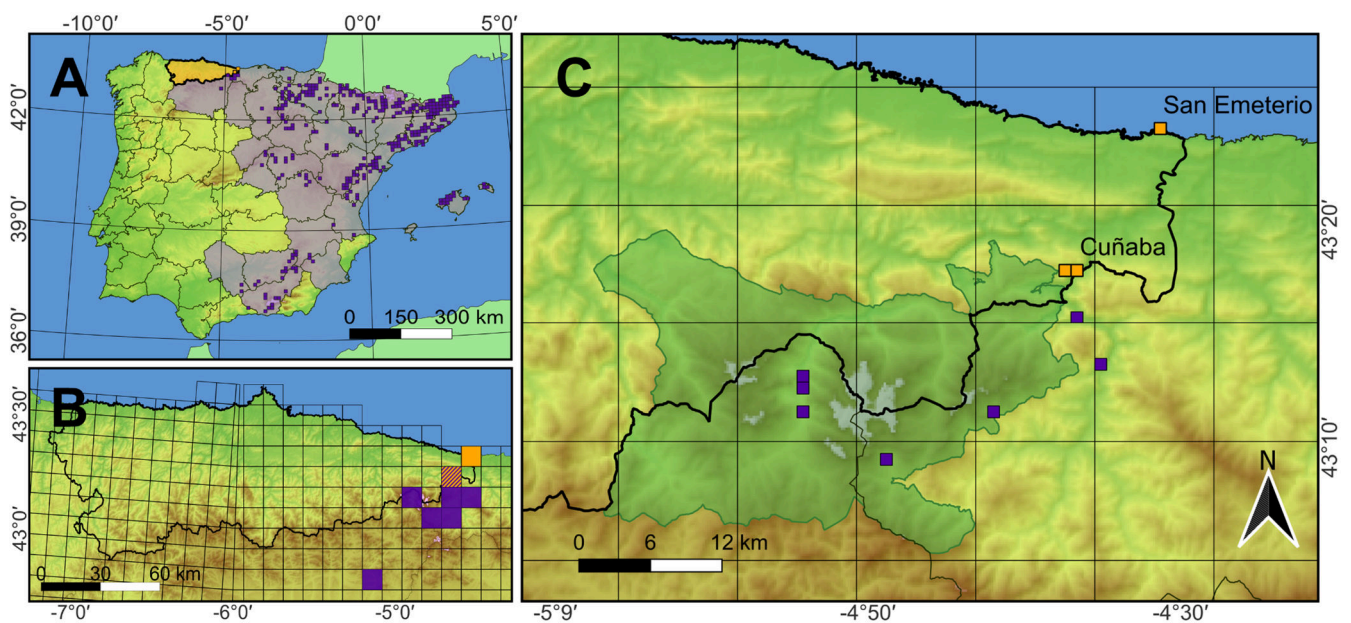 -10°0′ -5°0′ 0°0′ 5°0′
A
42°0′
39°0′
36°0′
0 150 300 km
B
43°30′
43°0′
0 30 60 km
-7°0′ -6°0′ -5°0′
C
San Emeterio
Cuñaba
43°20′
43°10′
N
0 6 12 km
-5°9′ -4°50′ -4°30′